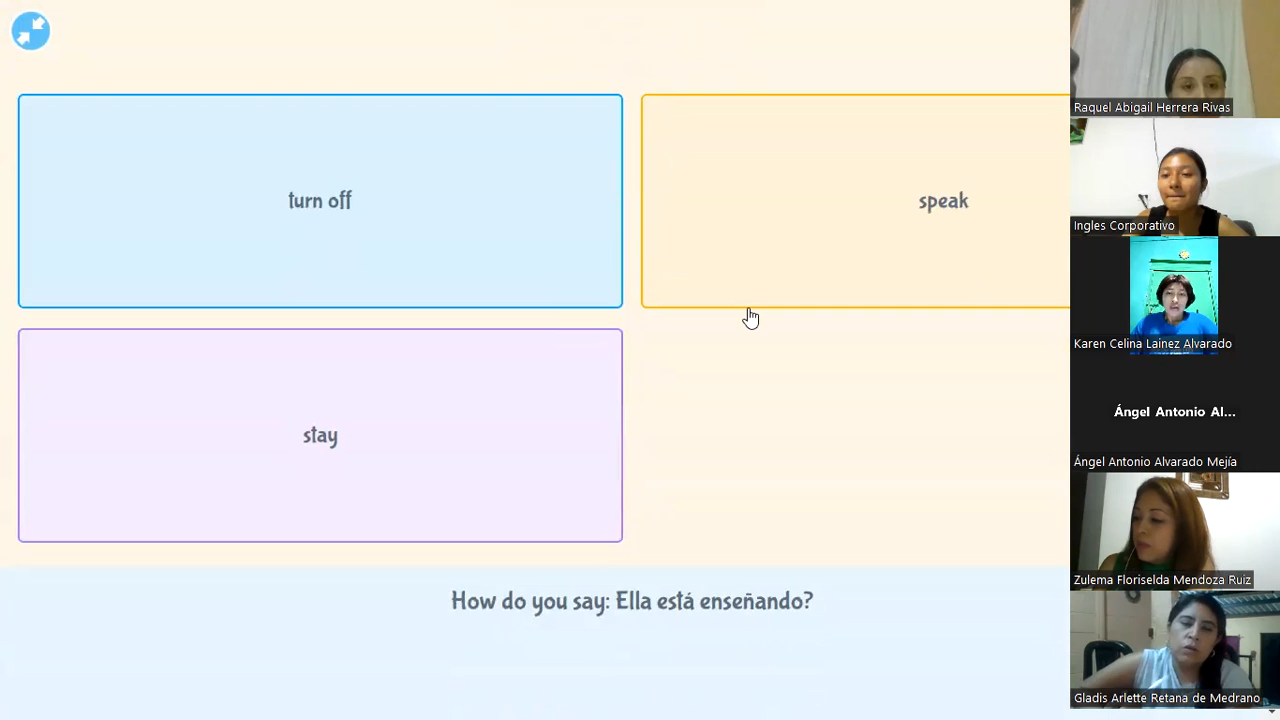 turn off
speak
stay
How do you say: Ella está enseñando?
Raquel Abigail Herrera Rivas
Ingles Corporativo
Karen Celina Lainez Alvarado
Ángel Antonio Al...
Ángel Antonio Alvarado Mejía
Zulema Floriselda Mendoza Ruiz
Gladis Arlette Retana de Medrano